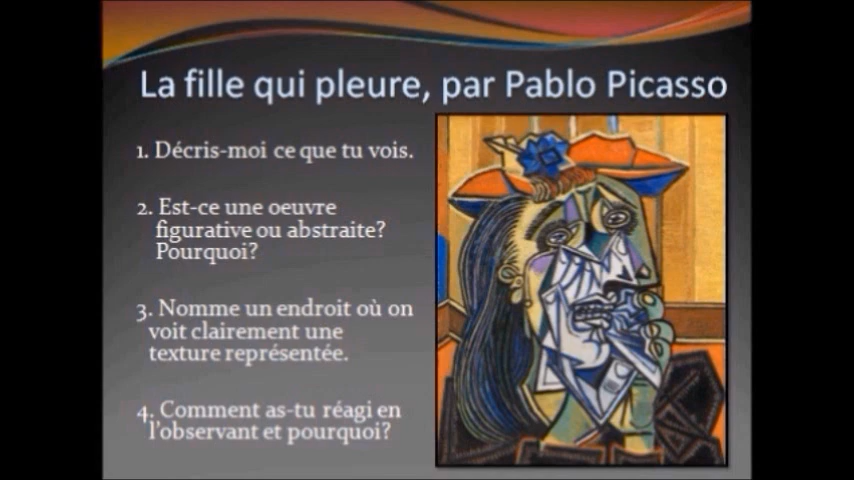 La fille qui pleure, par Pablo Picasso
1. Décris-moi ce que tu vois.
2. Est-ce une oeuvre
figurative ou abstraite?
Pourquoi?
3. Nomme un endroit où on
voit clairement une
texture représentée.
4. Comment as-tu réagi en
l'observant et pourquoi?